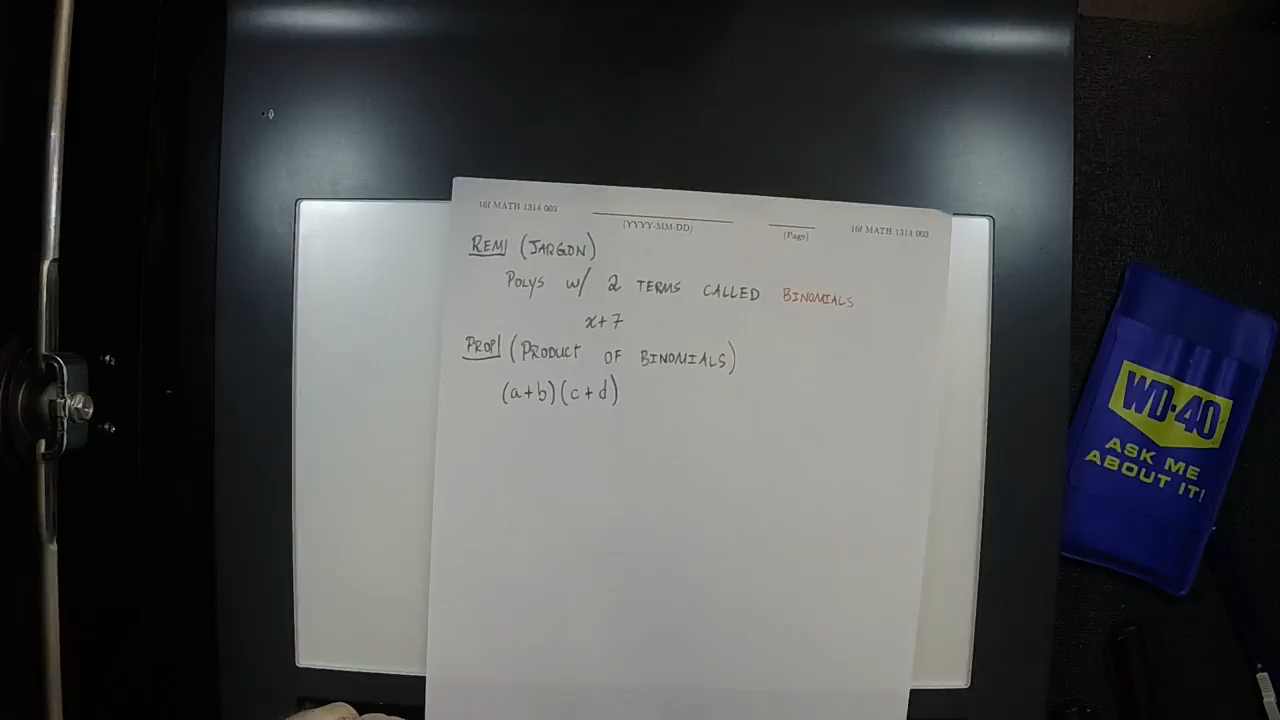 16f MATH 1314 003
(YYYY-MM-DD)
(Page)
16f MATH 1314 003
REM (JARGON)
POLYS W/ 2 TERMS CALLED BINOMIALS
x+7
PROP (PRODUCT OF BINOMIALS)
(a+b)(c+d)
WD-40
ASK ME
ABOUT IT!